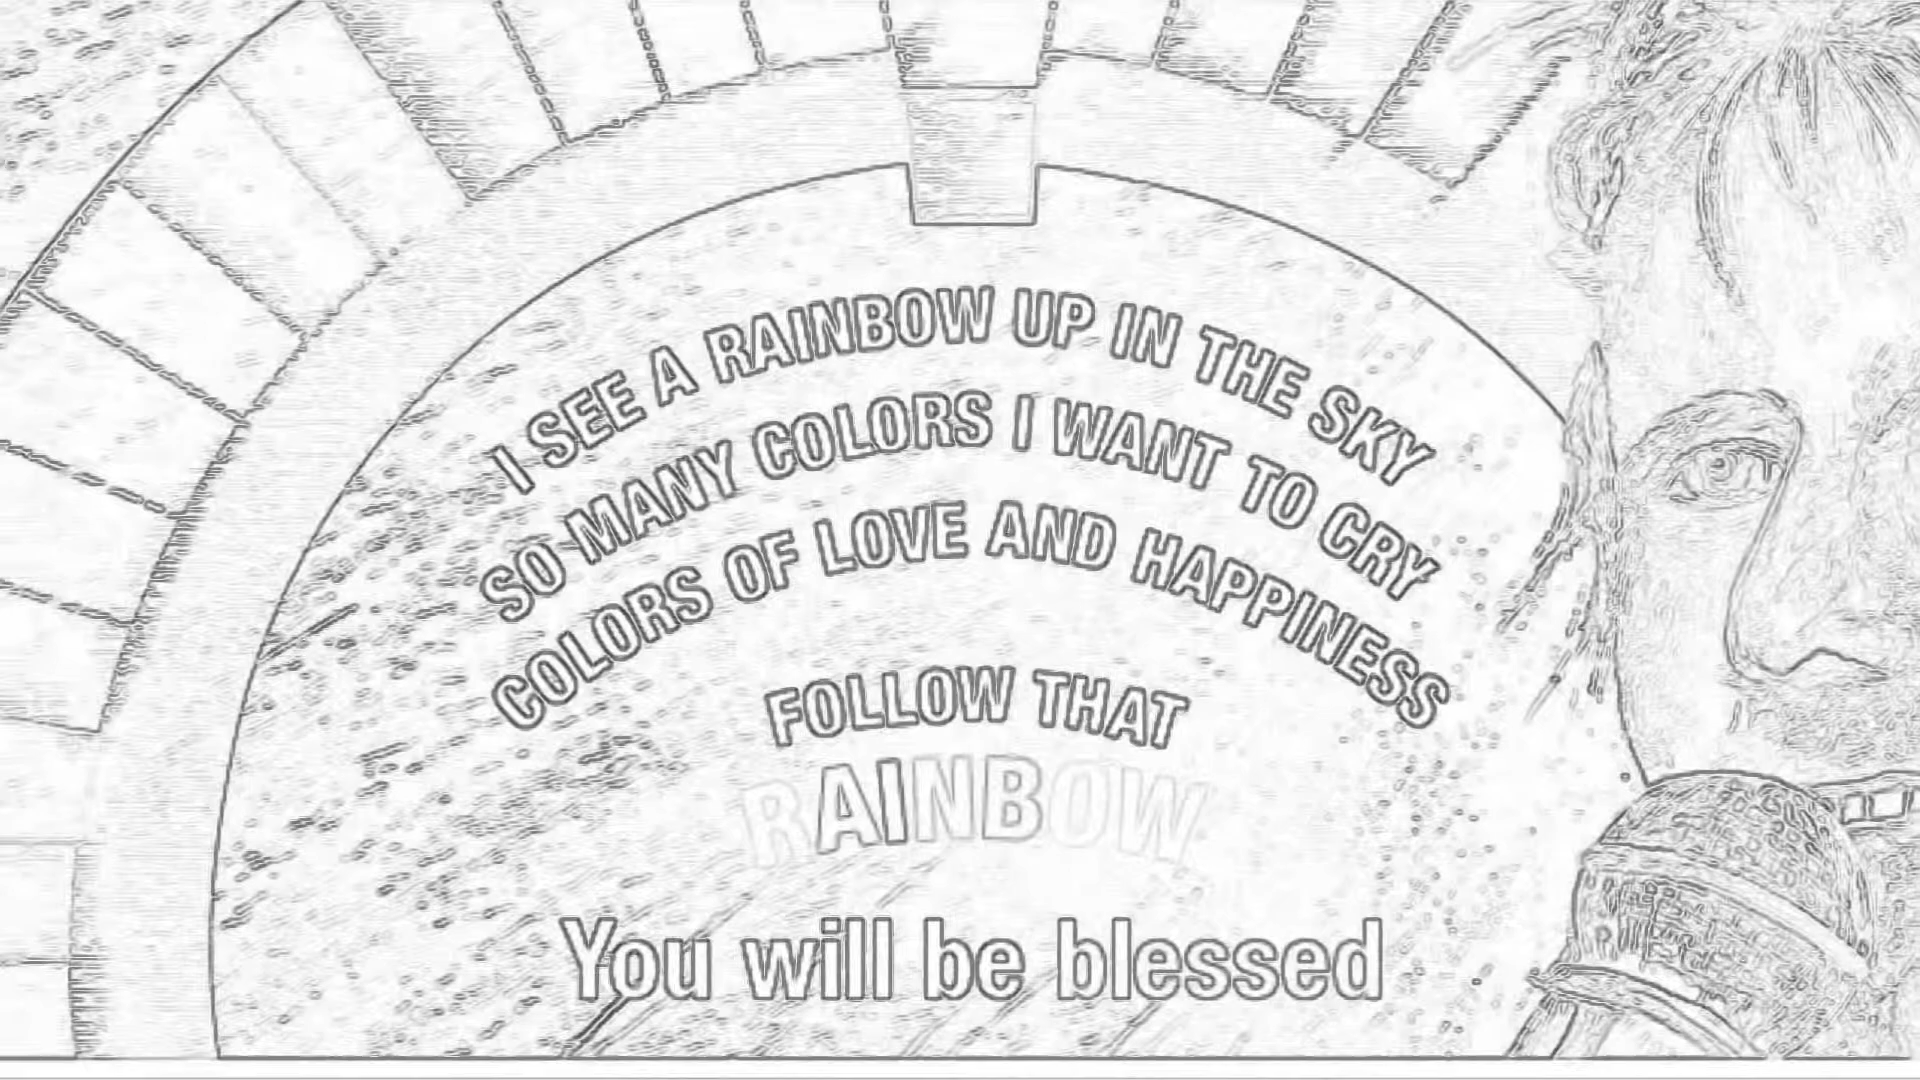 I SEE A RAINBOW UP IN THE SKY
SO MANY COLORS I WANT TO CRY
COLORS OF LOVE AND HAPPINESS
FOLLOW THAT
RAINBOW
You will be blessed